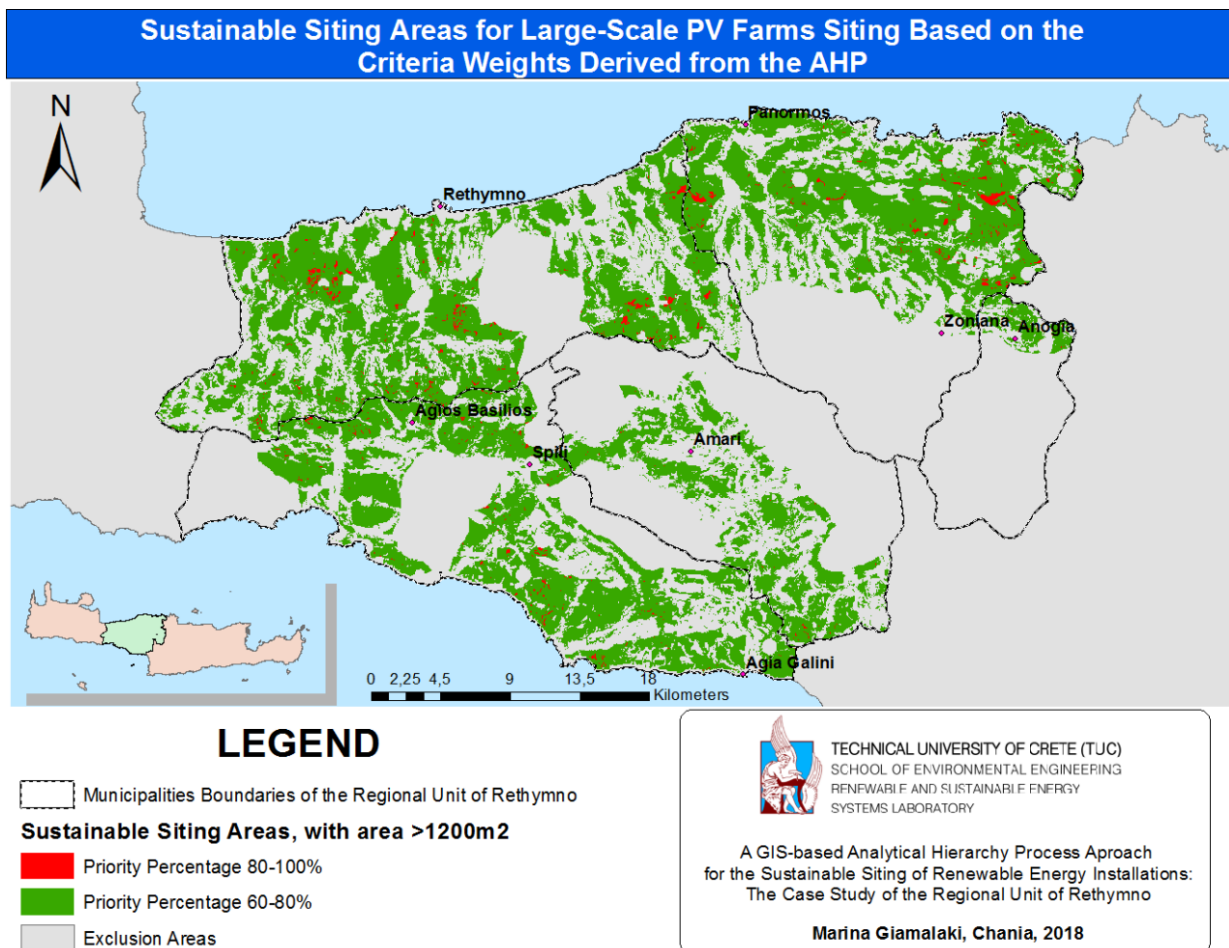 Sustainable Siting Areas for Large-Scale PV Farms Siting Based on the
Criteria Weights Derived from the AHP
N
Panormos
Rethymno
Zoniana
Anogia
Agios Basilios
Spili
Amari
Agia Galini
0 2,25 4,5 9 13,5 18
Kilometers
LEGEND
Municipalities Boundaries of the Regional Unit of Rethymno
Sustainable Siting Areas, with area >1200m2
Priority Percentage 80-100%
Priority Percentage 60-80%
Exclusion Areas
TECHNICAL UNIVERSITY OF CRETE (TUC)
SCHOOL OF ENVIRONMENTAL ENGINEERING
RENEWABLE AND SUSTAINABLE ENERGY
SYSTEMS LABORATORY
A GIS-based Analytical Hierarchy Process Aproach
for the Sustainable Siting of Renewable Energy Installations:
The Case Study of the Regional Unit of Rethymno
Marina Giamalaki, Chania, 2018